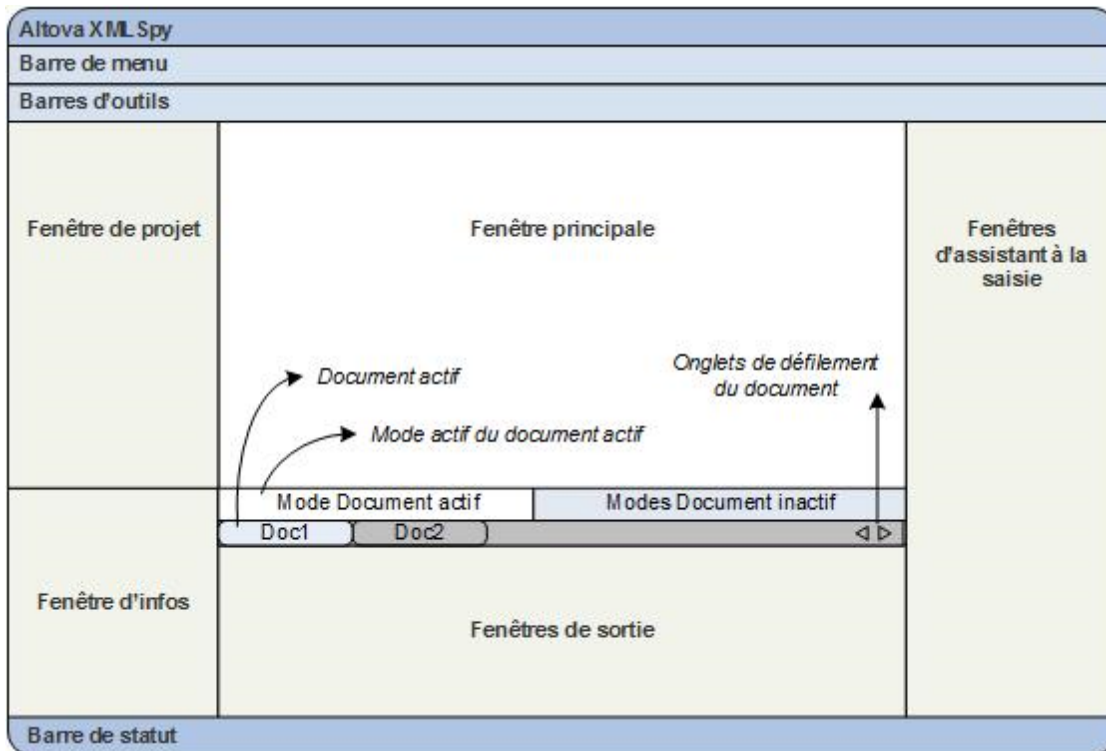 Altova XMLSpy
Barre de menu
Barres d'outils
Fenêtre de projet
Fenêtre principale
Fenêtres
d'assistant à la
saisie
Document actif
Onglets de défilement
du document
Mode actif du document actif
Mode Document actif
Modes Document inactif
Doc1
Doc2
Fenêtre d'infos
Fenêtres de sortie
Barre de statut